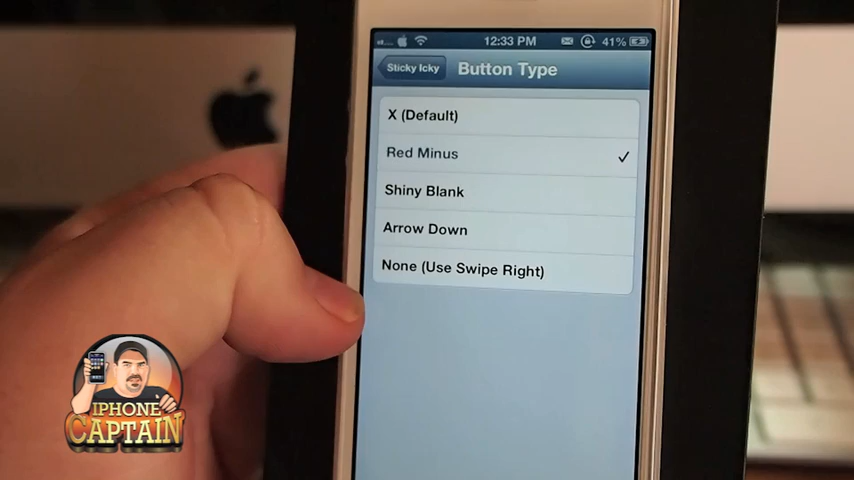 12:33 PM
41%
Sticky Icky
Button Type
X (Default)
Red Minus
Shiny Blank
Arrow Down
None (Use Swipe Right)
IPHONE
CAPTAIN